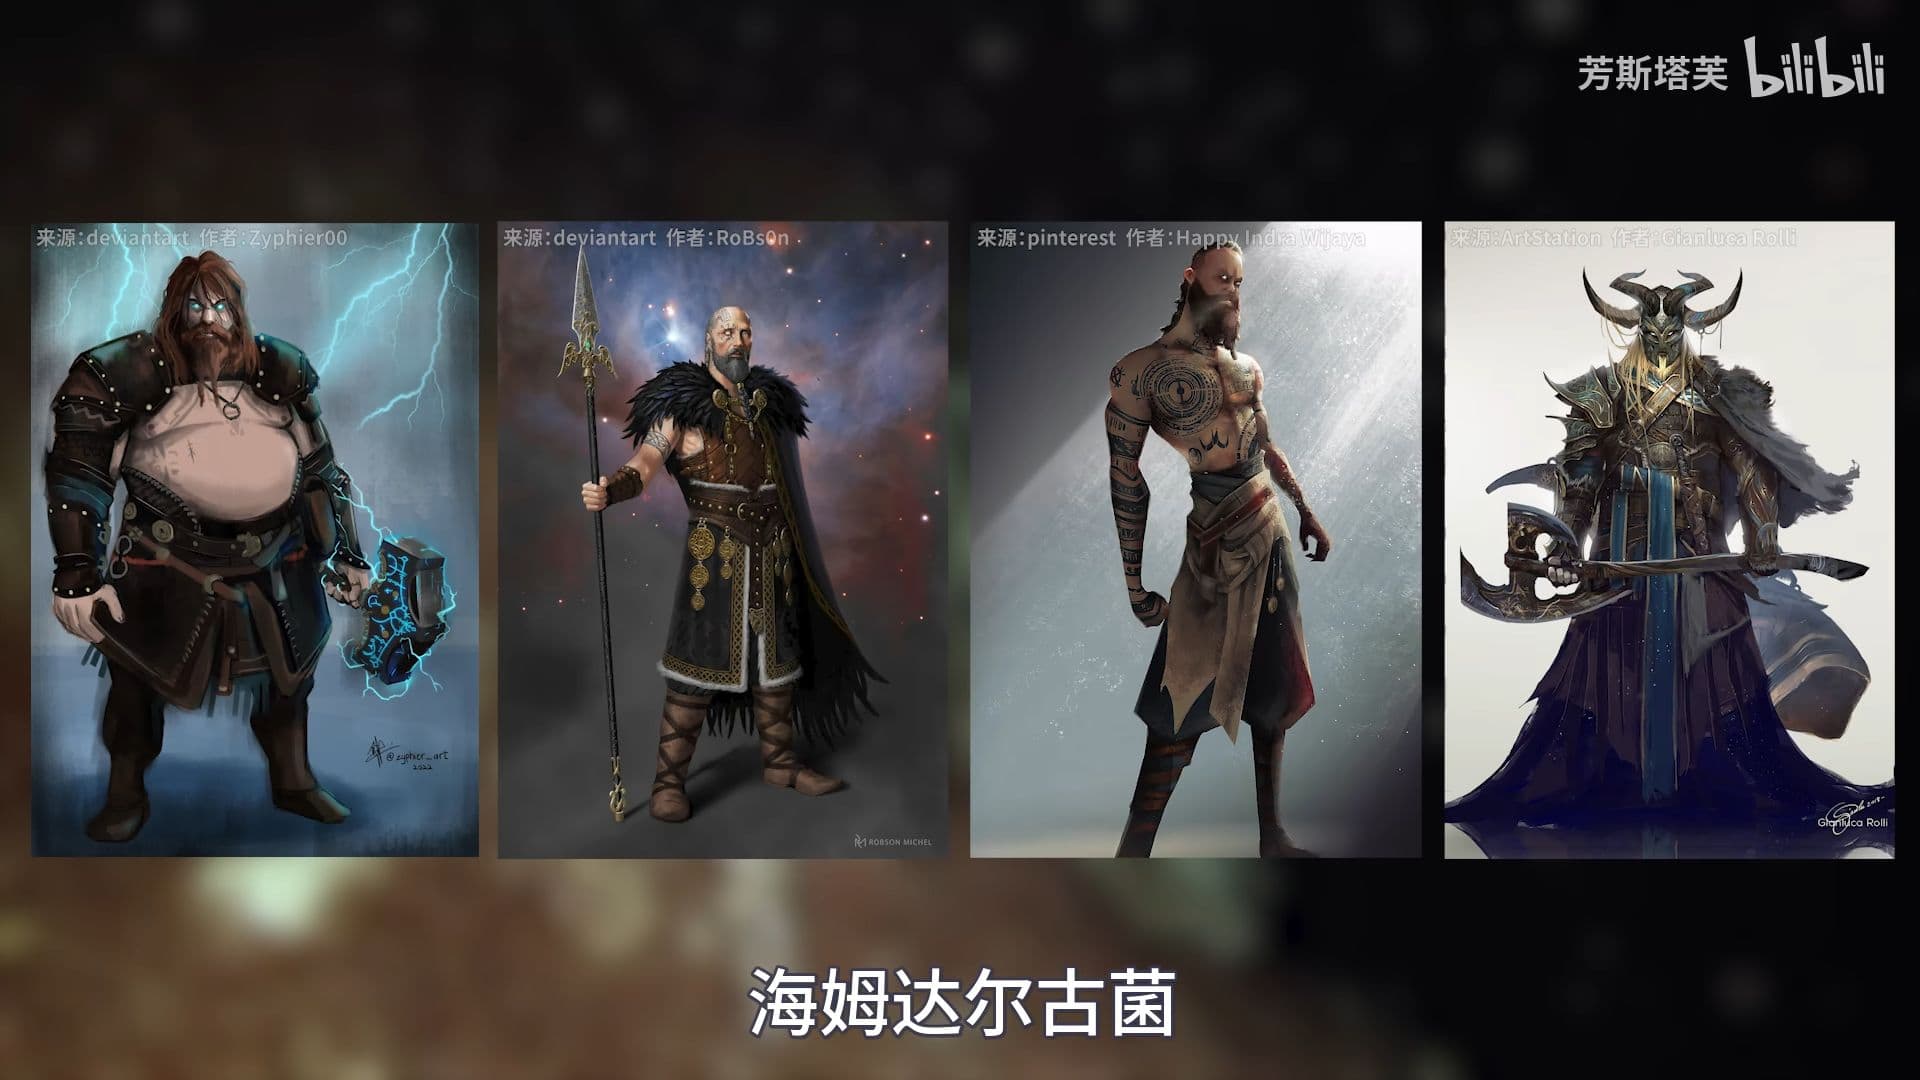 芳斯塔芙 bilibili
来源:deviantart 作者:Zyphier00
来源:deviantart 作者:RoBs0n
来源:pinterest 作者:Happy Indra Wijaya
来源:ArtStation 作者:Gianluca Rolli
@zyphier_art
2022
ROBSON MICHEL
Gianluca Rolli
海姆达尔古菌